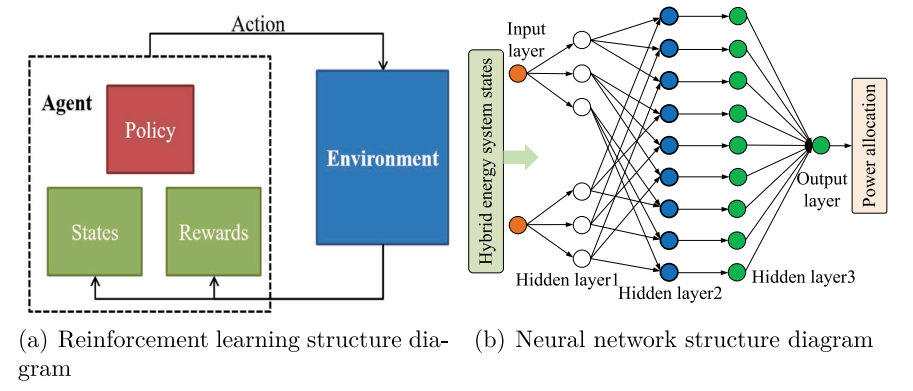 Action
Agent
Policy
States
Rewards
Environment
Hybrid energy system states
Input
layer
Hidden layer1
Hidden layer2
Hidden layer3
Output
layer
Power allocation
(a) Reinforcement learning structure dia-
gram
(b) Neural network structure diagram